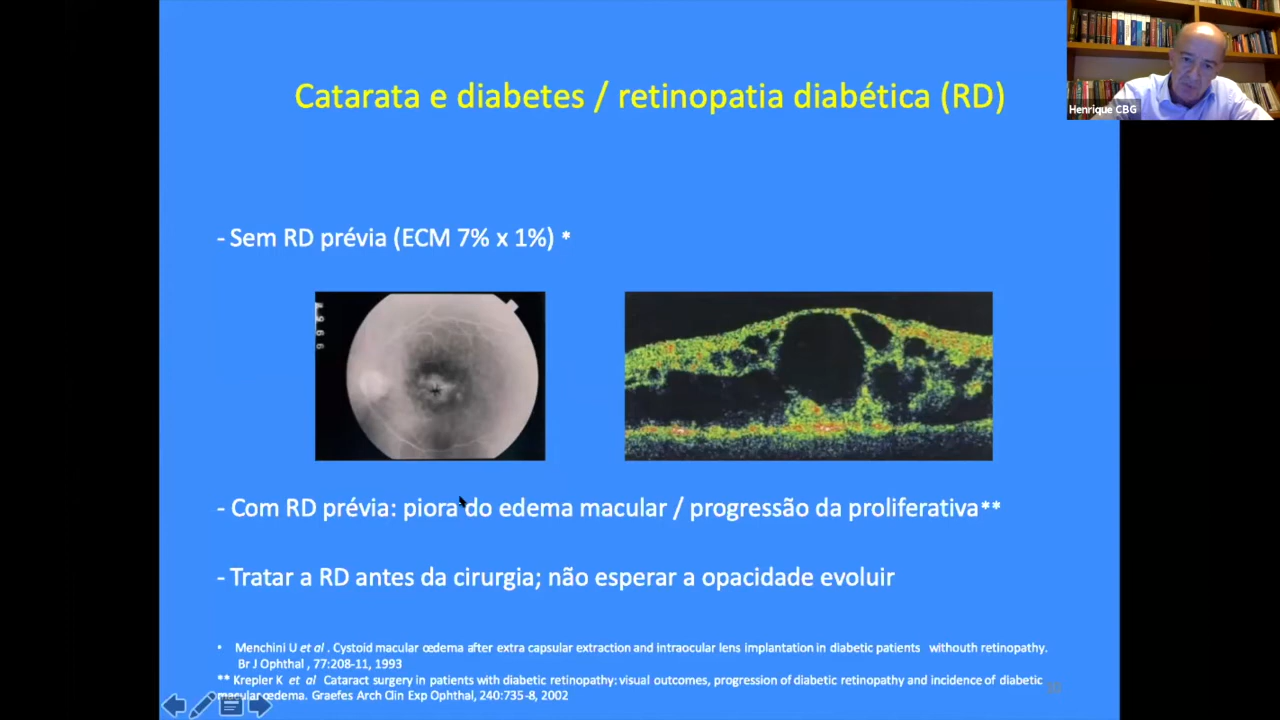 Catarata e diabetes / retinopatia diabética (RD)
Henrique CBG
- Sem RD prévia (ECM 7% x 1%) *
- Com RD prévia: piora do edema macular / progressão da proliferativa**
- Tratar a RD antes da cirurgia; não esperar a opacidade evoluir
• Menchini U et al . Cystoid macular œdema after extra capsular extraction and intraocular lens implantation in diabetic patients withouth retinopathy.
Br J Ophthal , 77:208-11, 1993
** Krepler K et al Cataract surgery in patients with diabetic retinopathy: visual outcomes, progression of diabetic retinopathy and incidence of diabetic
macular œdema. Graefes Arch Clin Exp Ophthal, 240:735-8, 2002